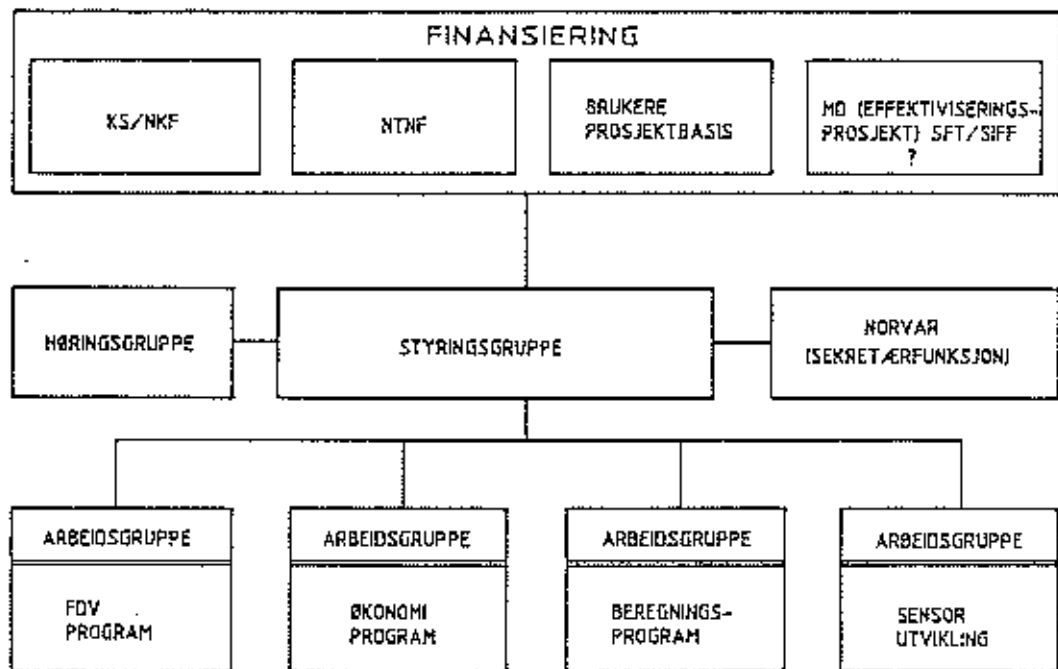 FINANSIERING
KS/NKF
NTNF
BRUKERE
PROSJEKTBASIS
MD (EFFEKTIVISERINGS-
PROSJEKT) SFT/SIFF
?
HØRINGSGRUPPE
STYRINGSGRUPPE
NORVAR
(SEKRETÆRFUNKSJON)
ARBEIDSGRUPPE
FDV
PROGRAM
ARBEIDSGRUPPE
ØKONOMI
PROGRAM
ARBEIDSGRUPPE
BEREGNINGS-
PROGRAM
ARBEIDSGRUPPE
SENSOR
UTVIKLING